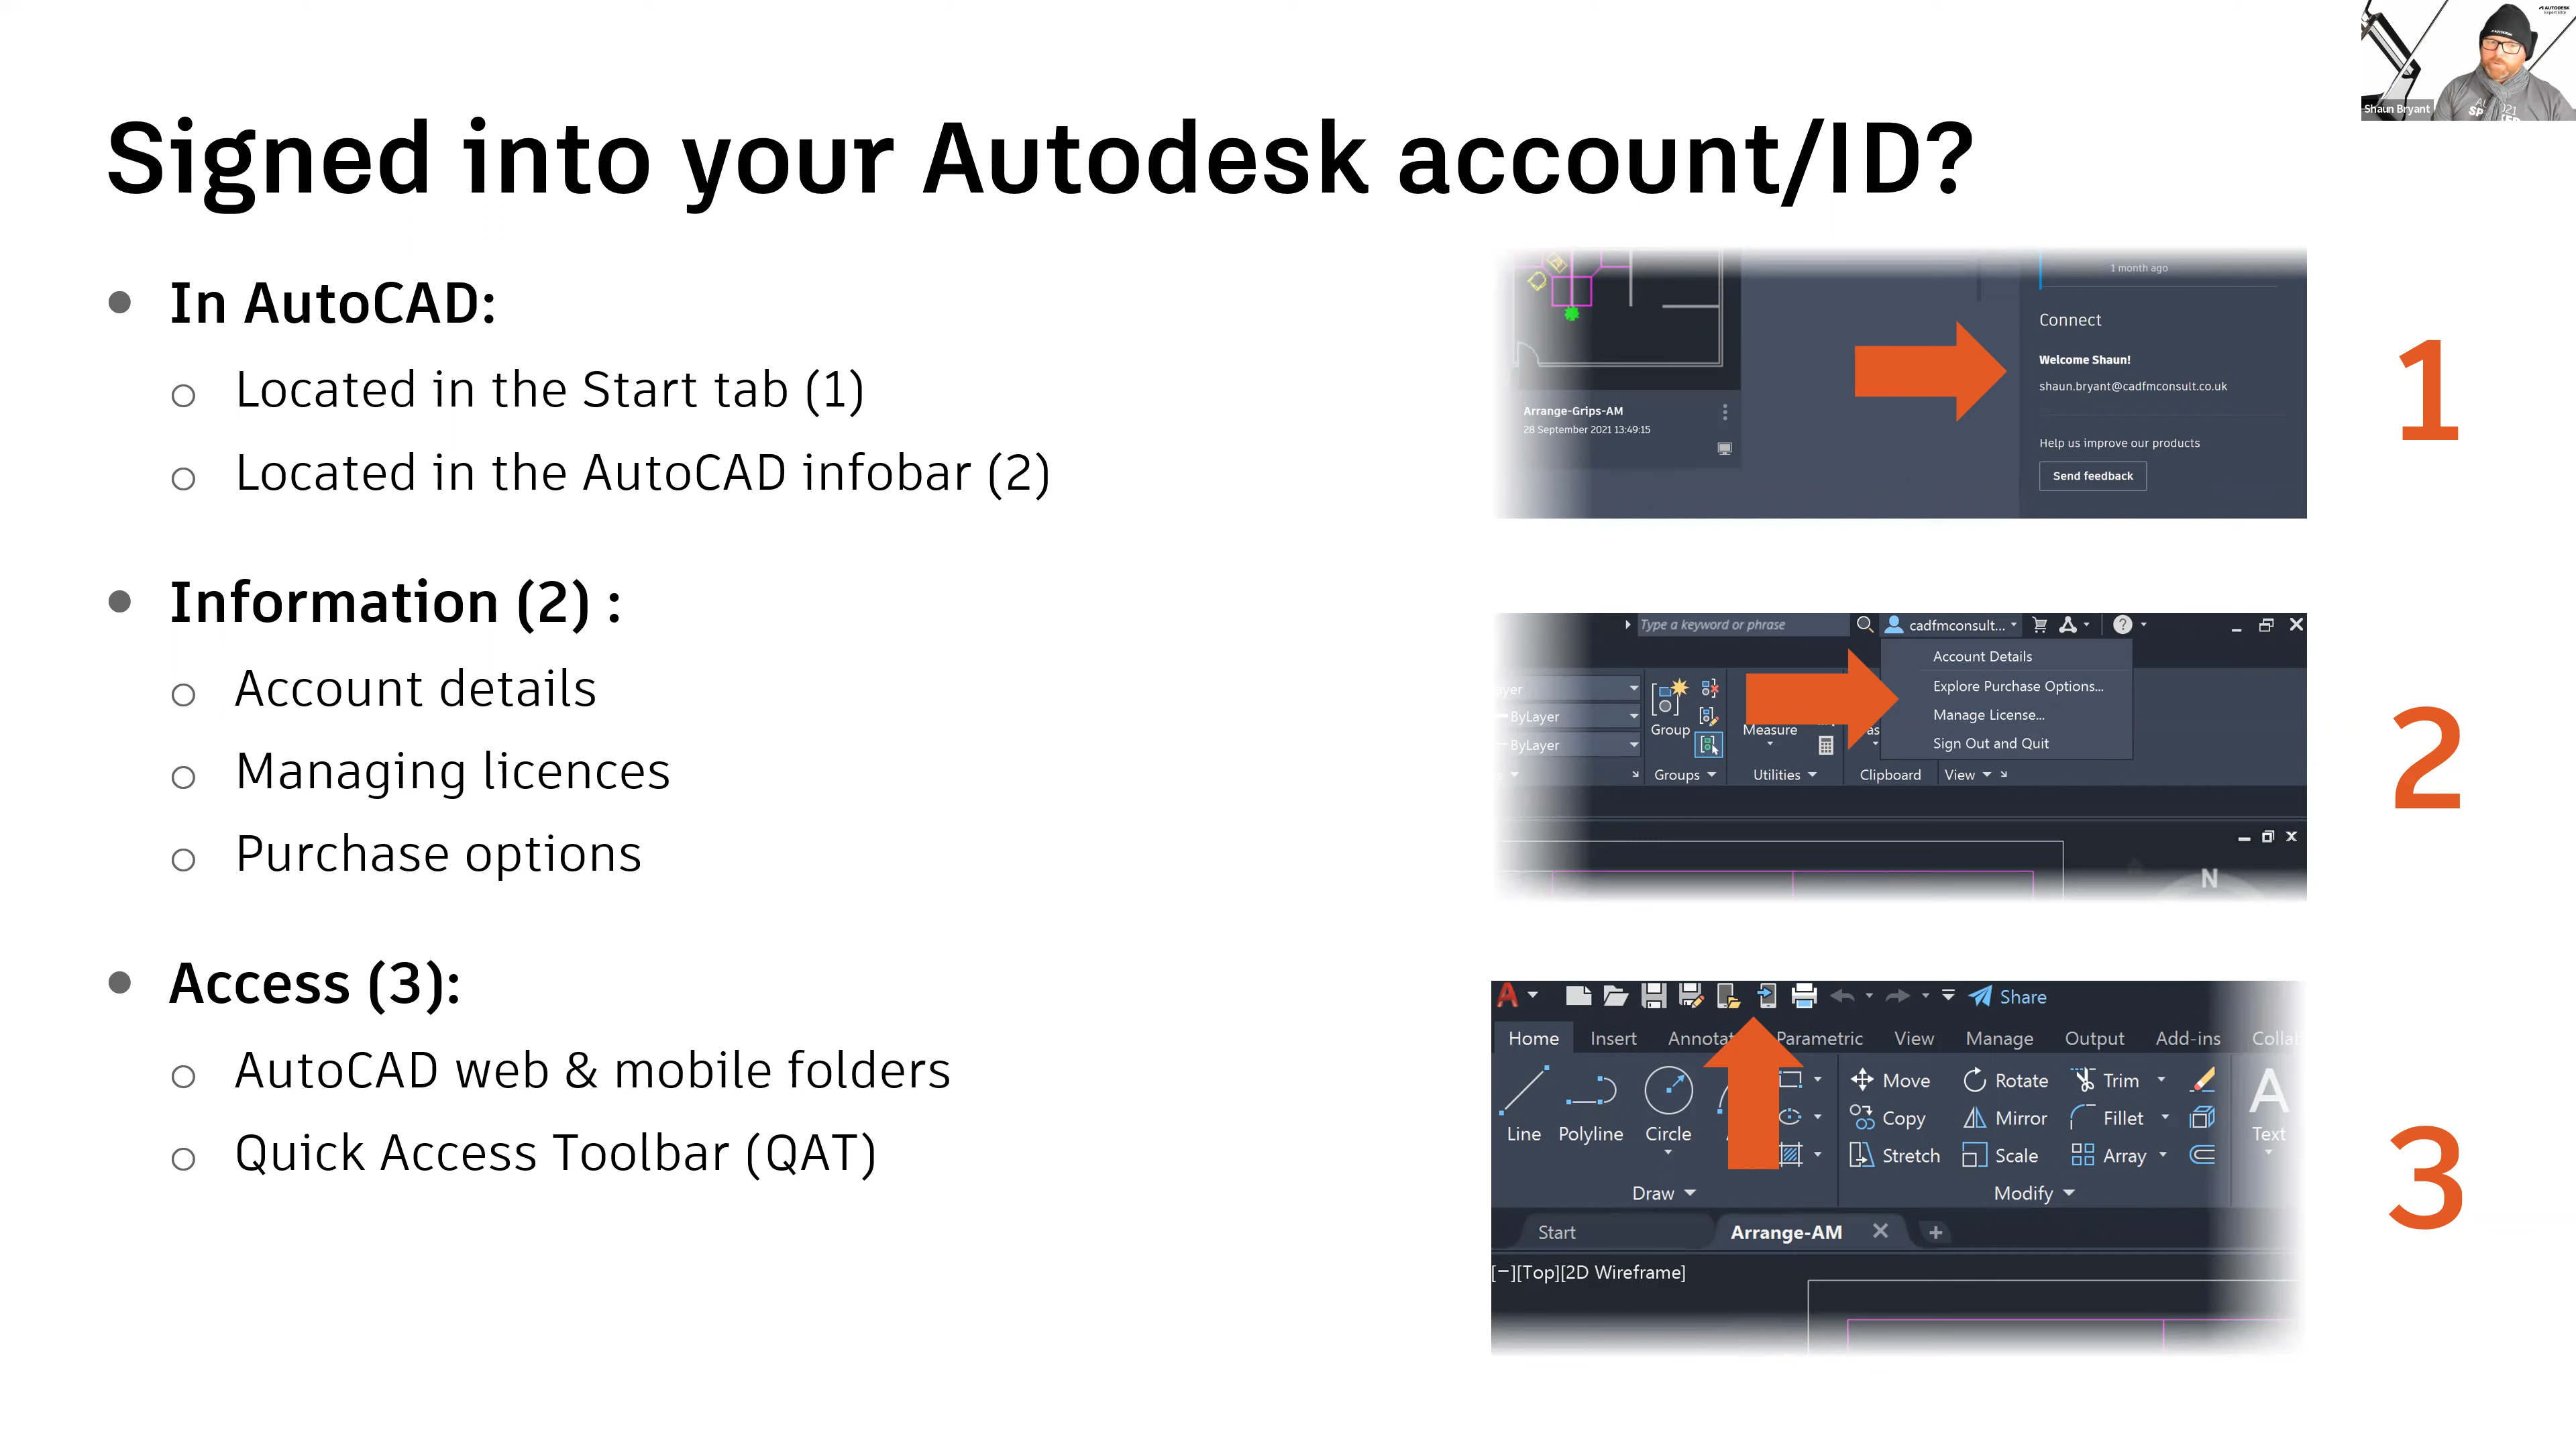 AUTODESK
Expert Elite
Shaun Bryant
Signed into your Autodesk account/ID?
In AutoCAD:
Located in the Start tab (1)
Located in the AutoCAD infobar (2)
Information (2) :
Account details
Managing licences
Purchase options
Access (3):
AutoCAD web & mobile folders
Quick Access Toolbar (QAT)
1 month ago
Connect
Welcome Shaun!
shaun.bryant@cadfmconsult.co.uk
Arrange-Grips-AM
28 September 2021 13:49:15
Help us improve our products
Send feedback
1
Type a keyword or phrase
cadfmconsult...
Account Details
Explore Purchase Options...
Manage License...
Sign Out and Quit
ByLayer
ByLayer
Group
Measure
Groups
Utilities
Clipboard
View
N
2
Share
Home Insert Parametric View Manage Output Add-ins
Line Polyline Circle
Move Rotate Trim
Copy Mirror Fillet
Stretch Scale Array
Text
Draw
Modify
Start
Arrange-AM
[−][Top][2D Wireframe]
3